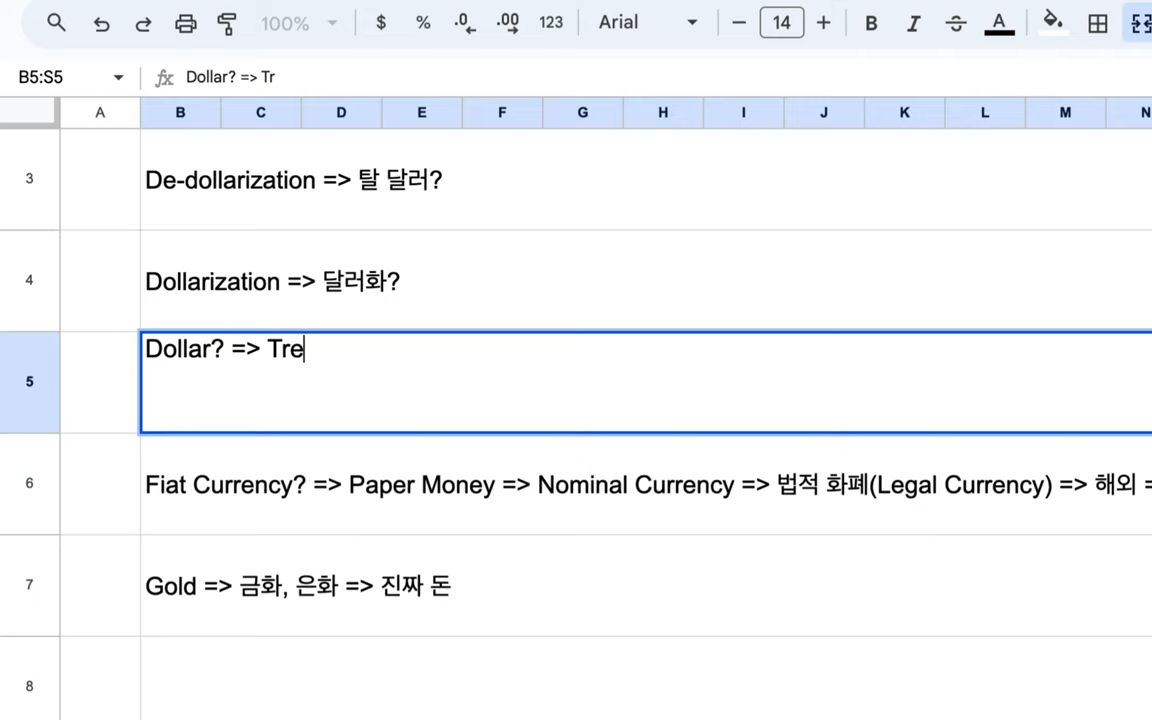 100% $ % .0 .00 123 Arial 14 B I A
B5:S5 fx Dollar? => Tr
A B C D E F G H I J K L M N
3 De-dollarization => 탈 달러?
4 Dollarization => 달러화?
5 Dollar? => Tre
6 Fiat Currency? => Paper Money => Nominal Currency => 법적 화폐(Legal Currency) => 해외 =
7 Gold => 금화, 은화 => 진짜 돈
8